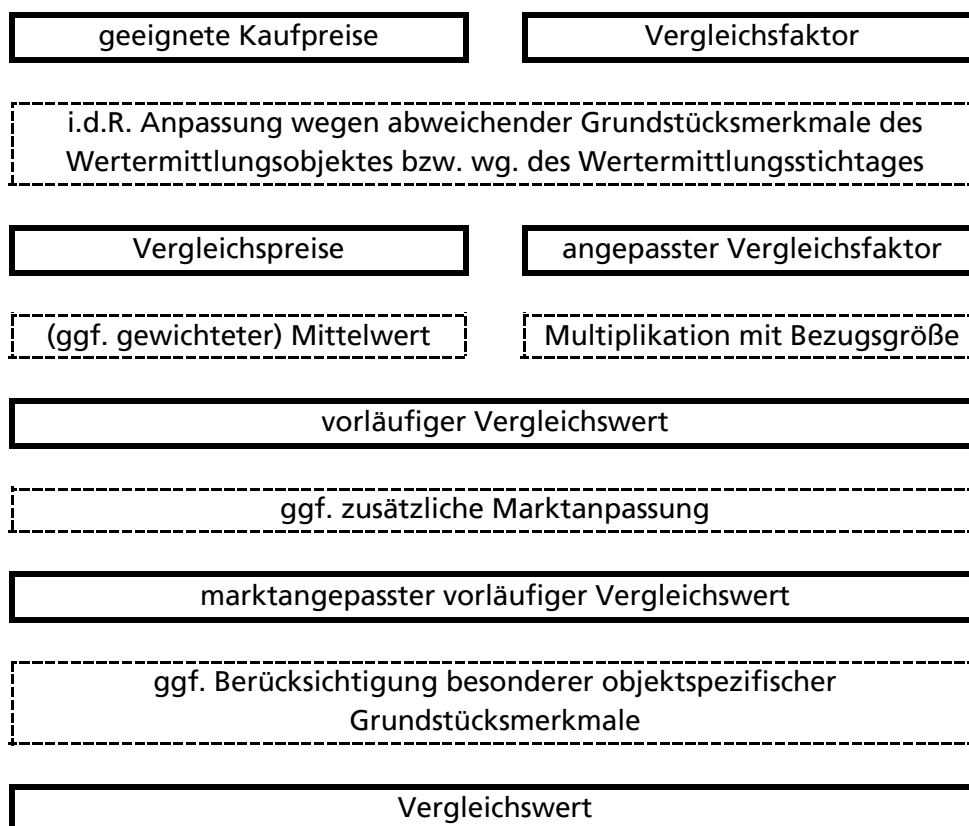 geeignete Kaufpreise
Vergleichsfaktor
i.d.R. Anpassung wegen abweichender Grundstücksmerkmale des
Wertermittlungsobjektes bzw. wg. des Wertermittlungsstichtages
Vergleichspreise
angepasster Vergleichsfaktor
(ggf. gewichteter) Mittelwert
Multiplikation mit Bezugsgröße
vorläufiger Vergleichswert
ggf. zusätzliche Marktanpassung
marktangepasster vorläufiger Vergleichswert
ggf. Berücksichtigung besonderer objektspezifischer
Grundstücksmerkmale
Vergleichswert